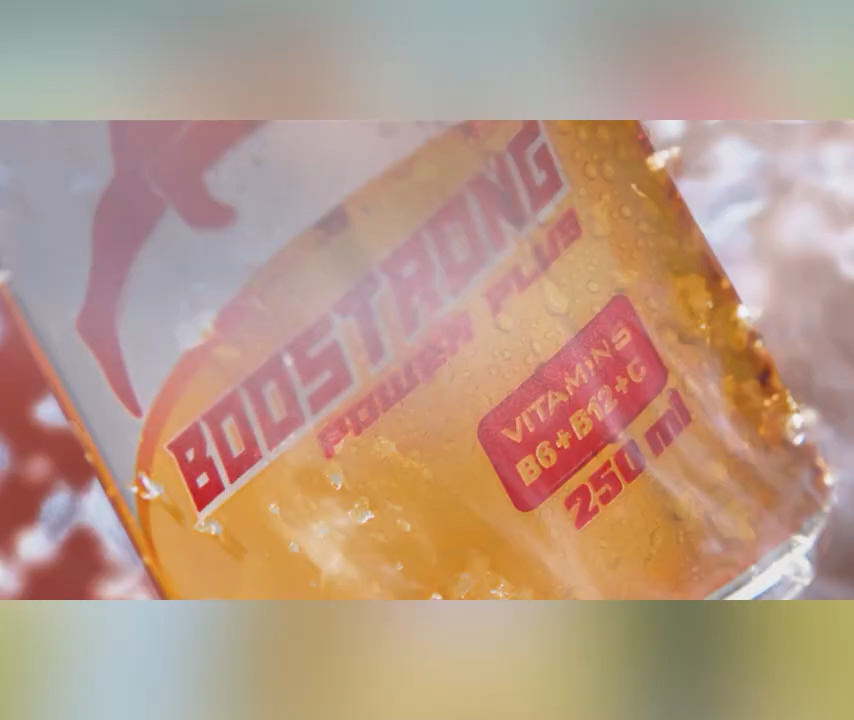 BOOSTRONG
POWER PLUS
VITAMINS
B6+B12+C
250 ml